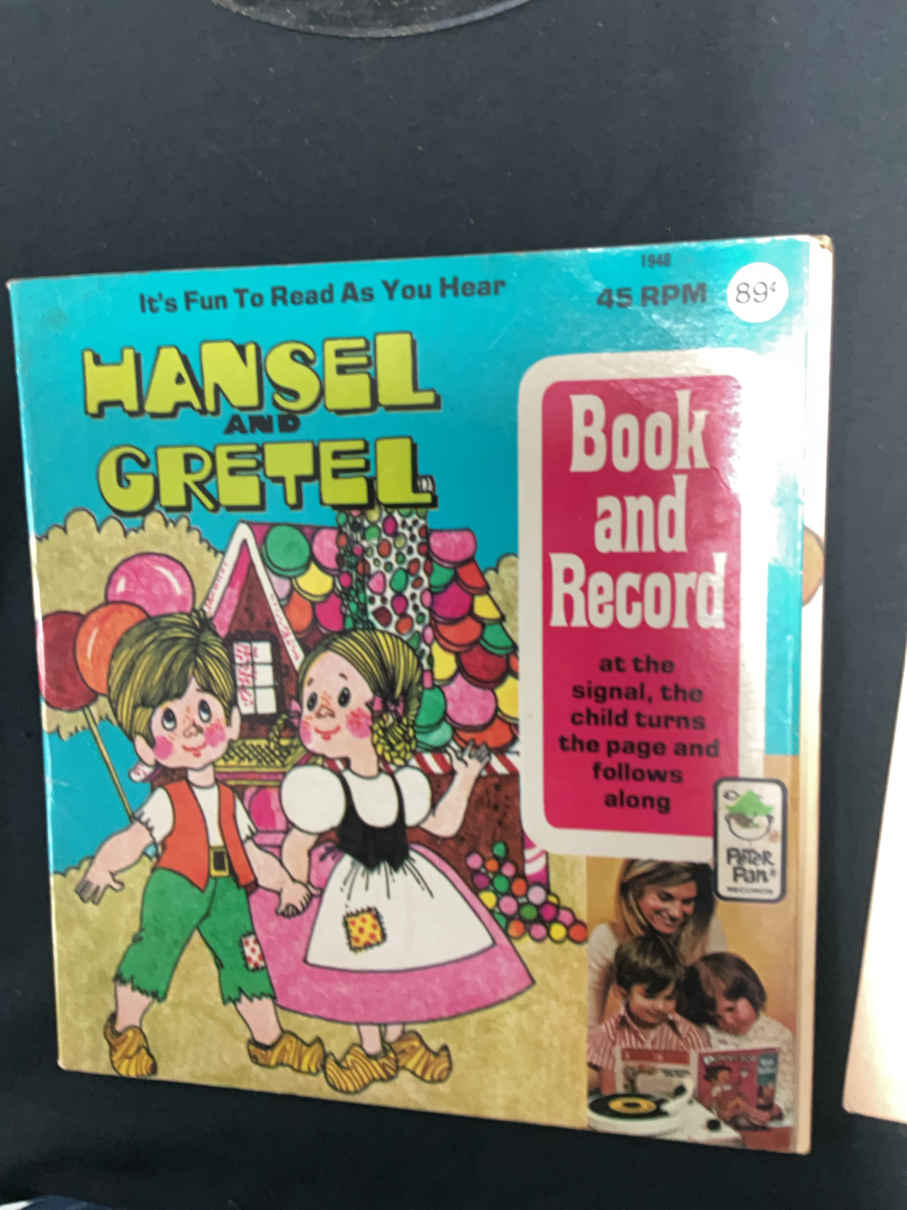 It's Fun To Read As You Hear
1948
45 RPM
89¢
HANSEL
AND
GRETEL
Book
and
Record
at the
signal, the
child turns
the page and
follows
along
PETER
Pan®
RECORDS